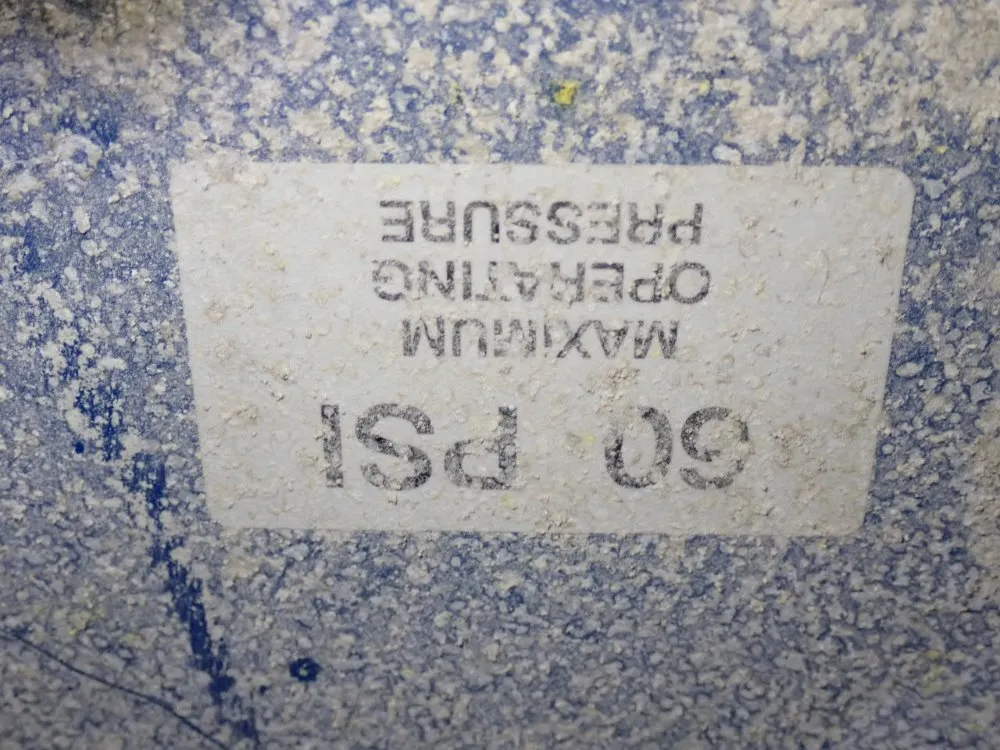 60 PSI
MAXIMUM
OPERATING
PRESSURE